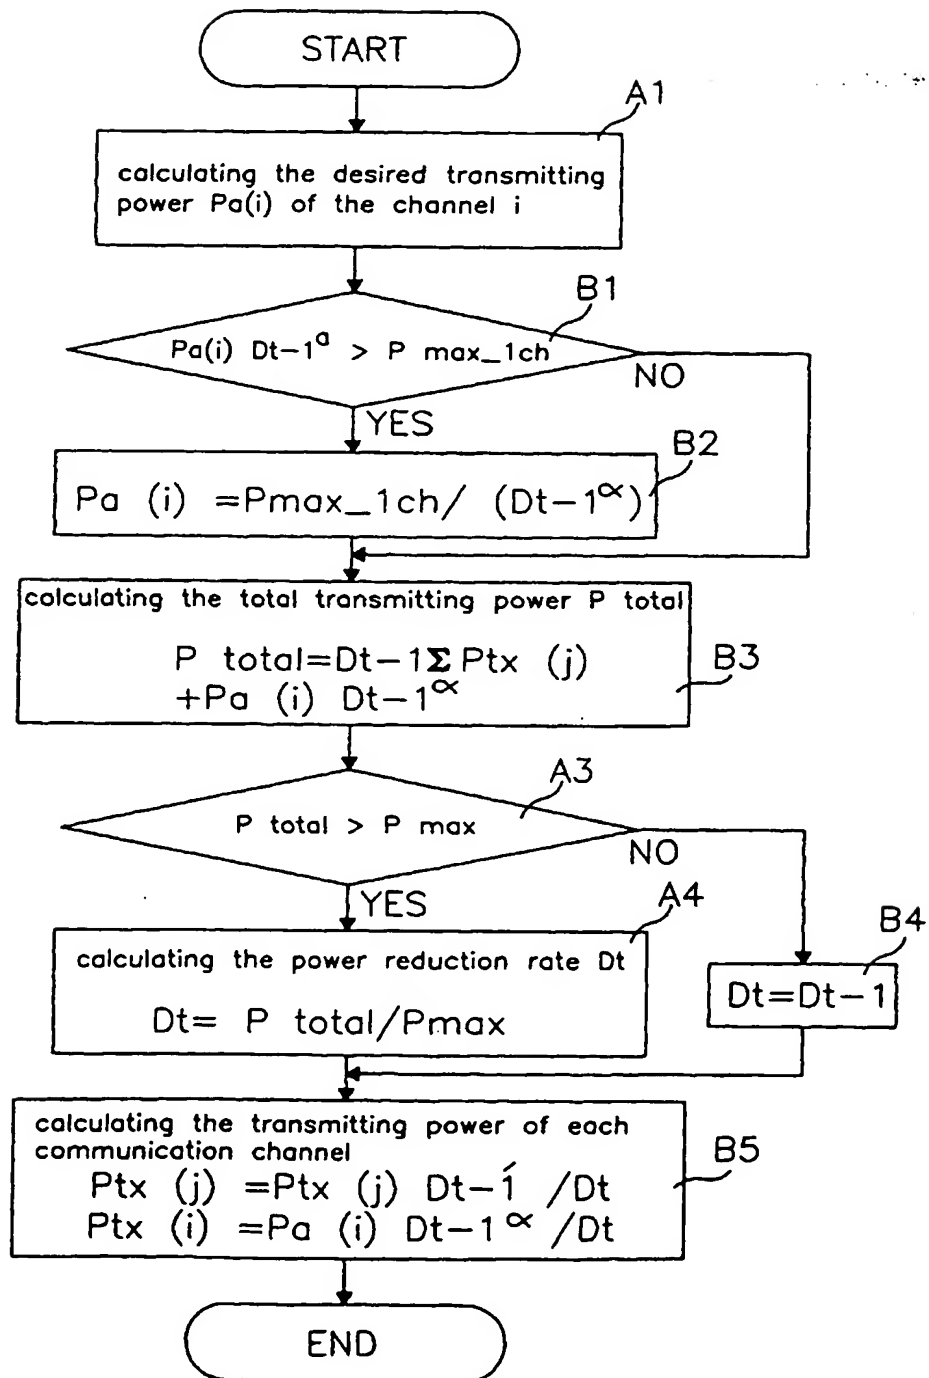 START
A1
calculating the desired transmitting
power Pa(i) of the channel i
B1
Pa(i) Dt-1^a > P max_1ch
NO
YES
B2
Pa (i) =Pmax_1ch/ (Dt-1^∝)
colculating the total transmitting power P total
P total=Dt-1Σ Ptx (j)
+Pa (i) Dt-1^∝
B3
A3
P total > P max
NO
YES
A4
B4
calculating the power reduction rate Dt
Dt= P total/Pmax
Dt=Dt-1
calculating the transmitting power of each
communication channel
B5
Ptx (j) =Ptx (j) Dt-1 /Dt
Ptx (i) =Pa (i) Dt-1^∝ /Dt
END